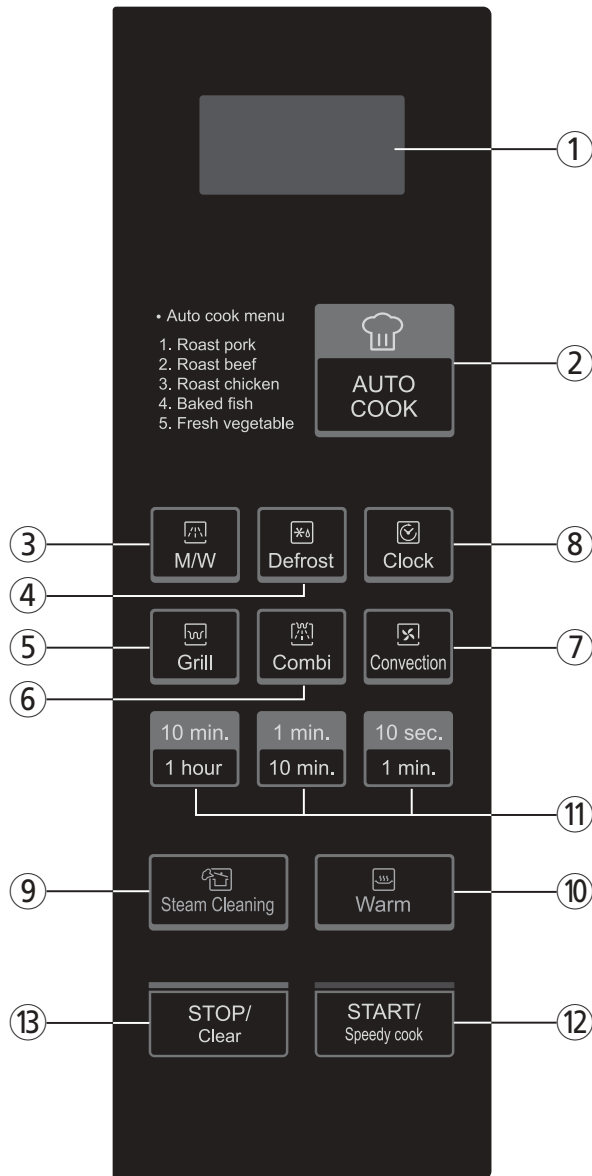 ①
• Auto cook menu
1. Roast pork
2. Roast beef
3. Roast chicken
4. Baked fish
5. Fresh vegetable
AUTO
COOK
②
③
M/W
Defrost
Clock
⑧
④
⑤
Grill
Combi
Convection
⑦
⑥
10 min.
1 hour
1 min.
10 min.
10 sec.
1 min.
⑪
⑨
Steam Cleaning
Warm
⑩
⑬
STOP/
Clear
START/
Speedy cook
⑫